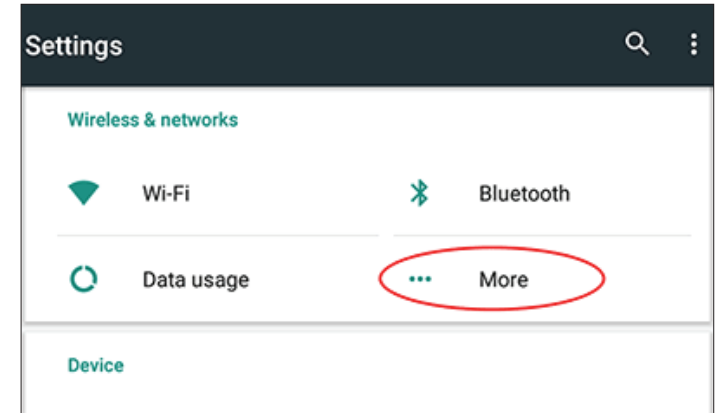 Settings
Wireless & networks
Wi-Fi Bluetooth
Data usage More
Device